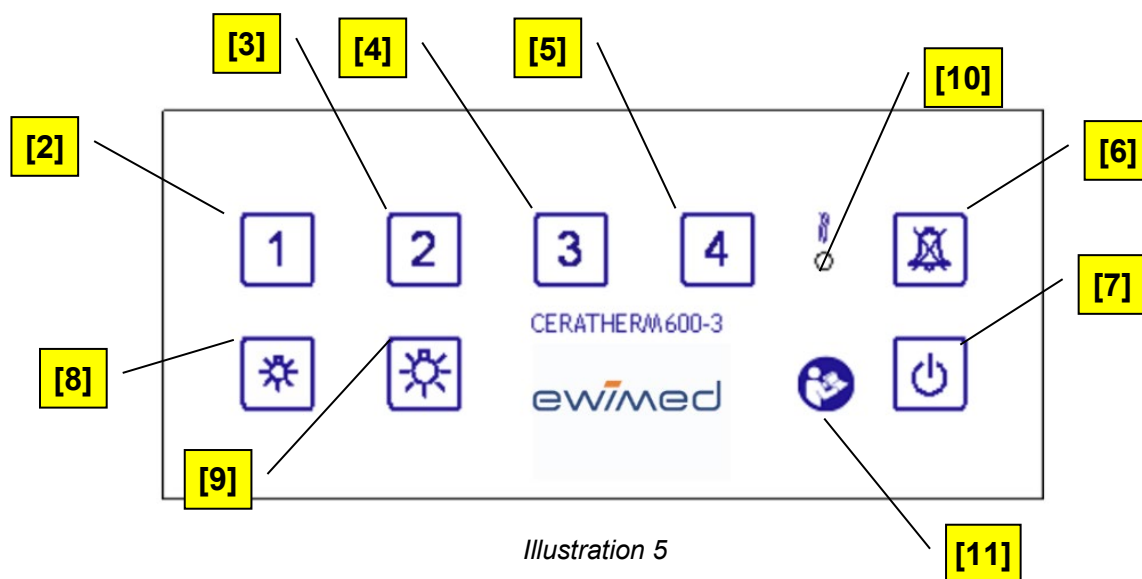 [3] [4] [5]
[10]
[2]
[6]
1 2 3 4
[7]
CERATHERM600-3
[8]
ewimed
[9]
Illustration 5
[11]